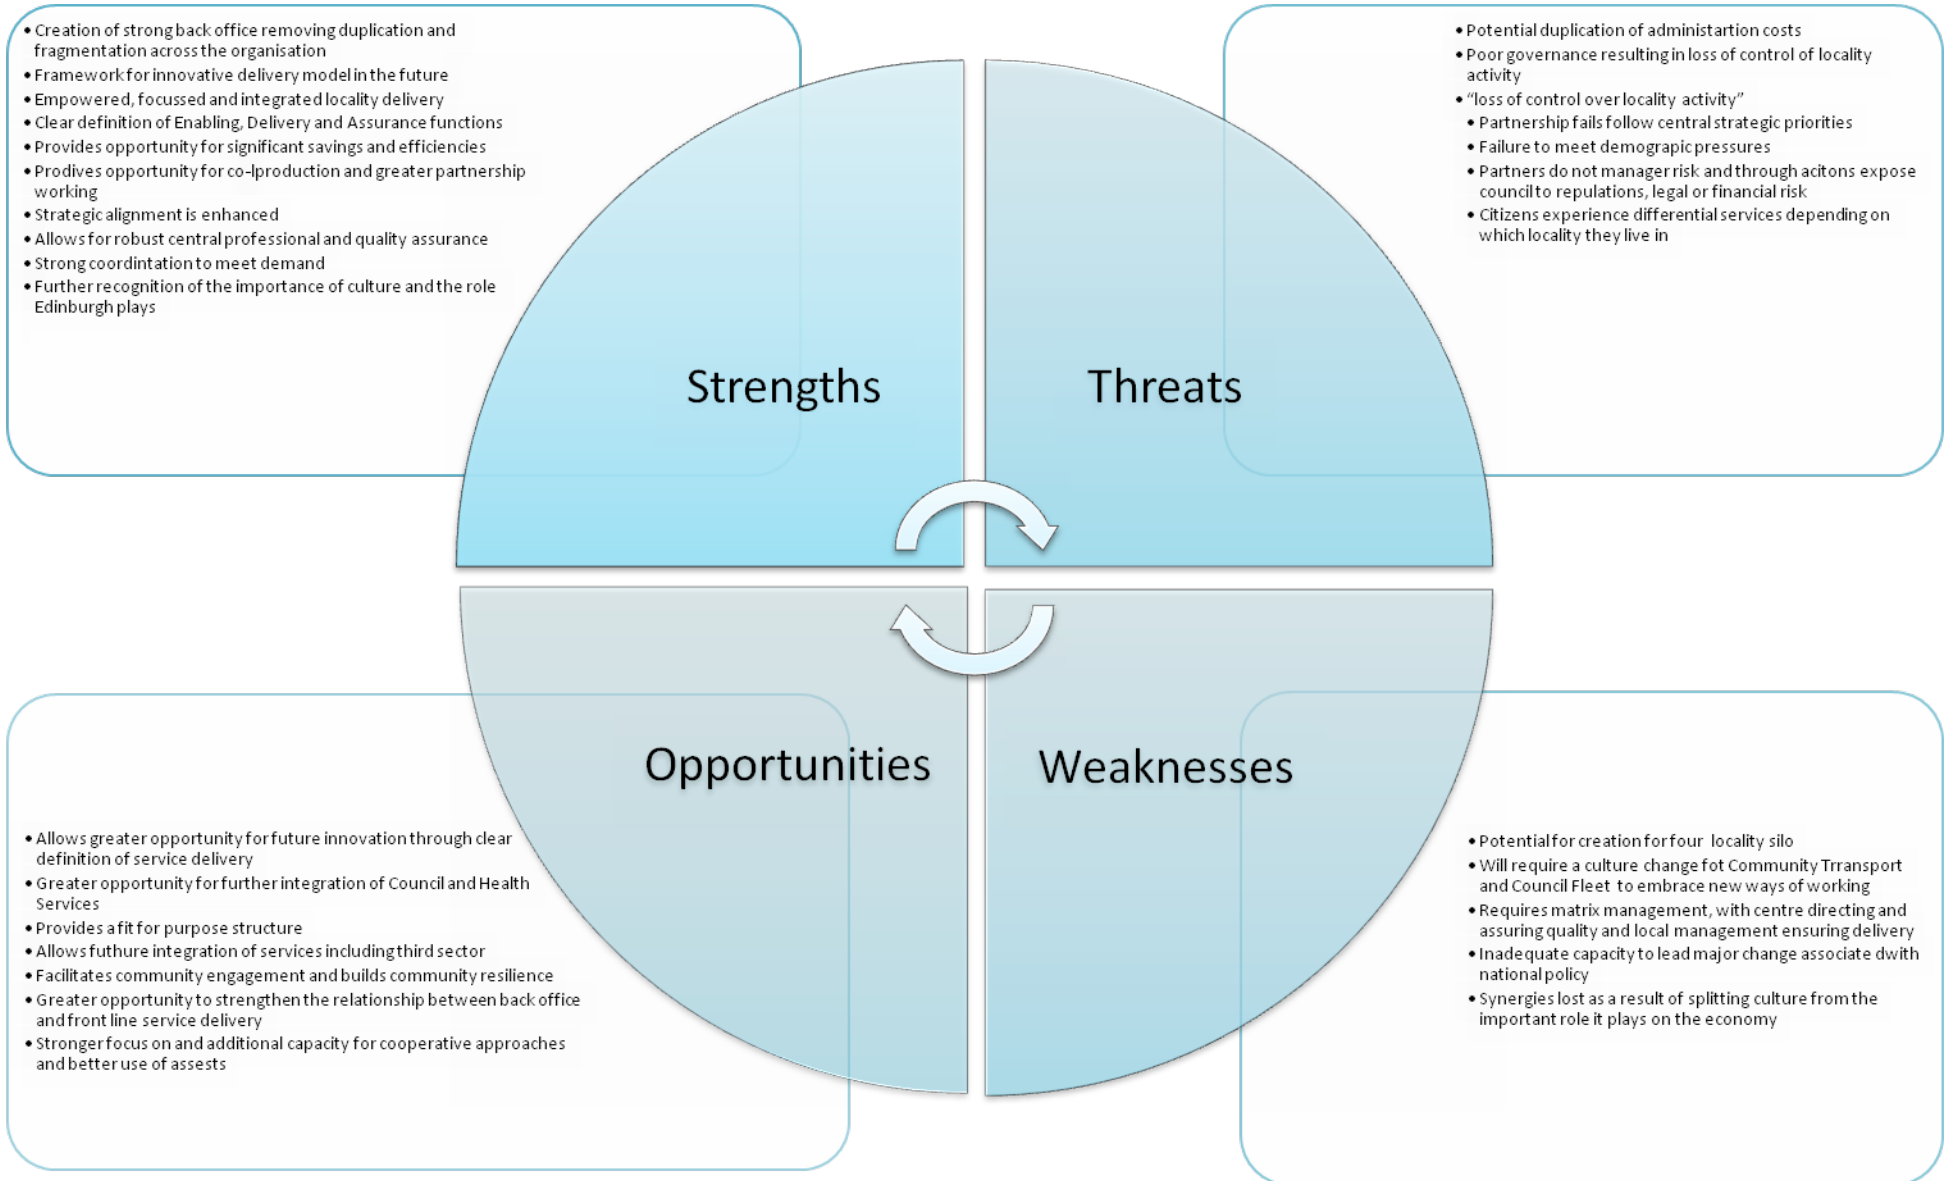 • Creation of strong back office removing duplication and
fragmentation across the organisation
• Framework for innovative delivery model in the future
• Empowered, focussed and integrated locality delivery
• Clear definition of Enabling, Delivery and Assurance functions
• Provides opportunity for significant savings and efficiencies
• Prodives opportunity for co-lproduction and greater partnership
working
• Strategic alignment is enhanced
• Allows for robust central professional and quality assurance
• Strong coordintation to meet demand
• Further recognition of the importance of culture and the role
Edinburgh plays
• Potential duplication of administartion costs
• Poor governance resulting in loss of control of locality
activity
• “loss of control over locality activity”
• Partnership fails follow central strategic priorities
• Failure to meet demograpic pressures
• Partners do not manager risk and through acitons expose
council to repulations, legal or financial risk
• Citizens experience differential services depending on
which locality they live in
Strengths
Threats
Opportunities
Weaknesses
• Allows greater opportunity for future innovation through clear
definition of service delivery
• Greater opportunity for further integration of Council and Health
Services
• Provides a fit for purpose structure
• Allows futhure integration of services including third sector
• Facilitates community engagement and builds community resilience
• Greater opportunity to strengthen the relationship between back office
and front line service delivery
• Stronger focus on and additional capacity for cooperative approaches
and better use of assests
• Potential for creation for four locality silo
• Will require a culture change fot Community Trransport
and Council Fleet to embrace new ways of working
• Requires matrix management, with centre directing and
assuring quality and local management ensuring delivery
• Inadequate capacity to lead major change associate dwith
national policy
• Synergies lost as a result of splitting culture from the
important role it plays on the economy